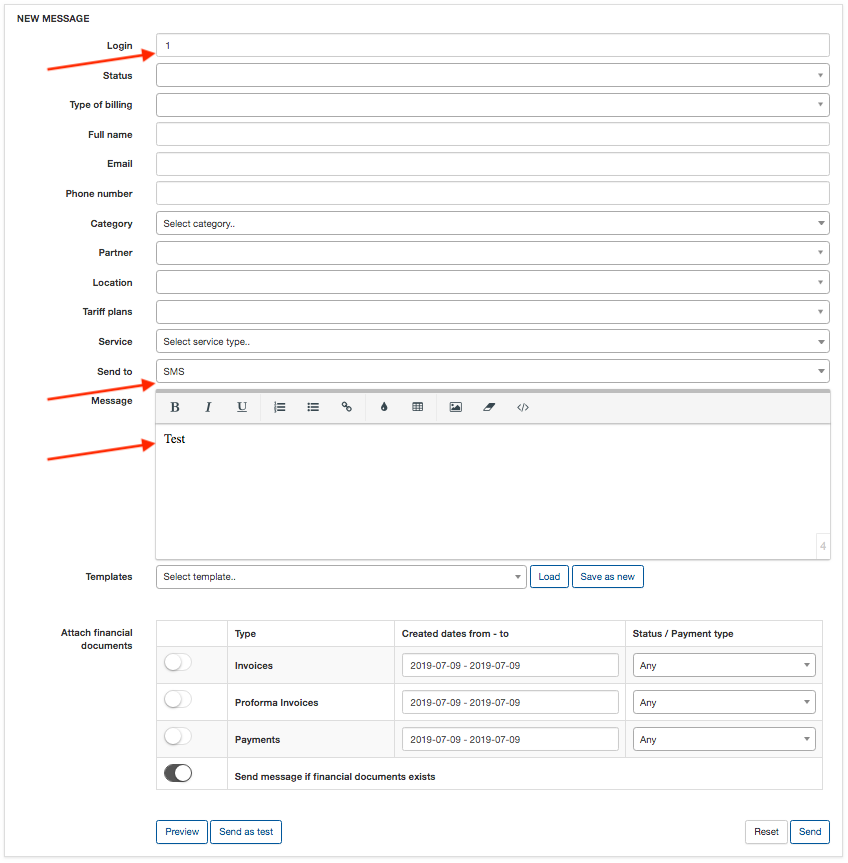 NEW MESSAGE
Login 1
Status
Type of billing
Full name
Email
Phone number
Category Select category..
Partner
Location
Tariff plans
Service Select service type..
Send to SMS
Message B I U
Test
4
Templates Select template.. Load Save as new
Attach financial documents
Type Created dates from - to Status / Payment type
Invoices 2019-07-09 - 2019-07-09 Any
Proforma Invoices 2019-07-09 - 2019-07-09 Any
Payments 2019-07-09 - 2019-07-09 Any
Send message if financial documents exists
Preview Send as test Reset Send